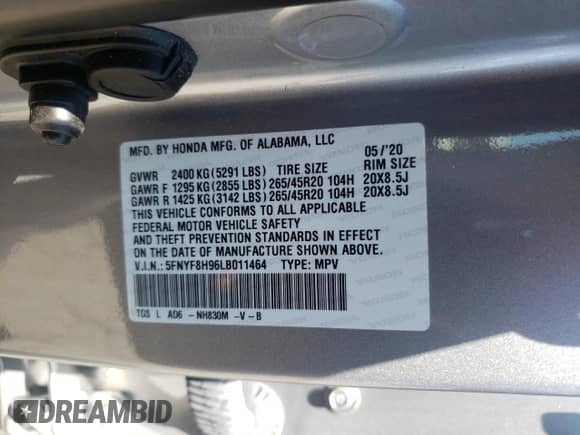 MFD. BY HONDA MFG. OF ALABAMA, LLC
05/'20
GVWR 2400 KG (5291 LBS) TIRE SIZE RIM SIZE
GAWR F 1295 KG (2855 LBS) 265/45R20 104H 20X8.5J
GAWR R 1425 KG (3142 LBS) 265/45R20 104H 20X8.5J
THIS VEHICLE CONFORMS TO ALL APPLICABLE
FEDERAL MOTOR VEHICLE SAFETY
AND THEFT PREVENTION STANDARDS IN EFFECT
ON THE DATE OF MANUFACTURE SHOWN ABOVE.
V.I.N.: 5FNYF8H96LB011464 TYPE: MPV
TGS L AD6 -NH830M -V-B
DREAMBID